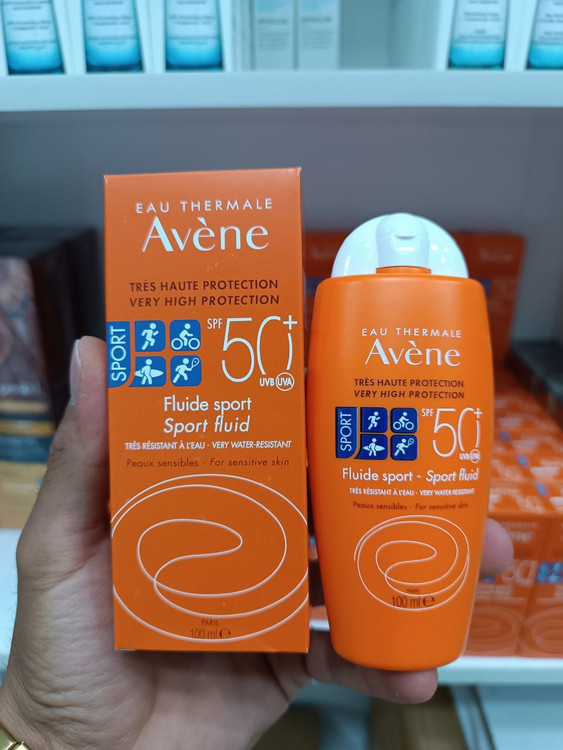 EAU THERMALE
Avène
TRÈS HAUTE PROTECTION
VERY HIGH PROTECTION
SPORT
SPF 50+
UVB UVA
Fluide sport
Sport fluid
TRÈS RÉSISTANT À L'EAU - VERY WATER-RESISTANT
Peaux sensibles - For sensitive skin
PARIS
100 ml ℮
EAU THERMALE
Avène
TRÈS HAUTE PROTECTION
VERY HIGH PROTECTION
SPORT
SPF 50+
UVB UVA
Fluide sport - Sport fluid
TRÈS RÉSISTANT À L'EAU - VERY WATER-RESISTANT
Peaux sensibles - For sensitive skin
PARIS
100 ml ℮